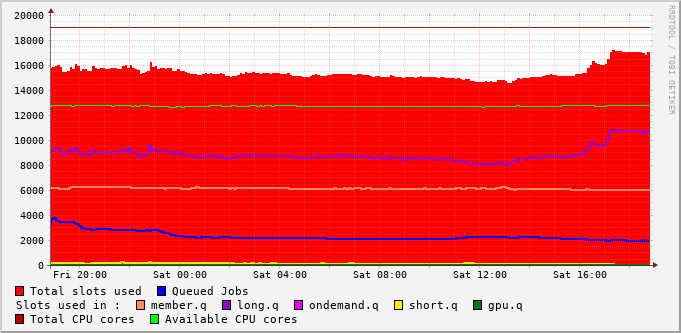 20000
18000
16000
14000
12000
10000
8000
6000
4000
2000
0
Fri 20:00 Sat 00:00 Sat 04:00 Sat 08:00 Sat 12:00 Sat 16:00
Total slots used Queued Jobs
Slots used in : member.q long.q ondemand.q short.q gpu.q
Total CPU cores Available CPU cores
RRDTOOL / TOBI OETIKER